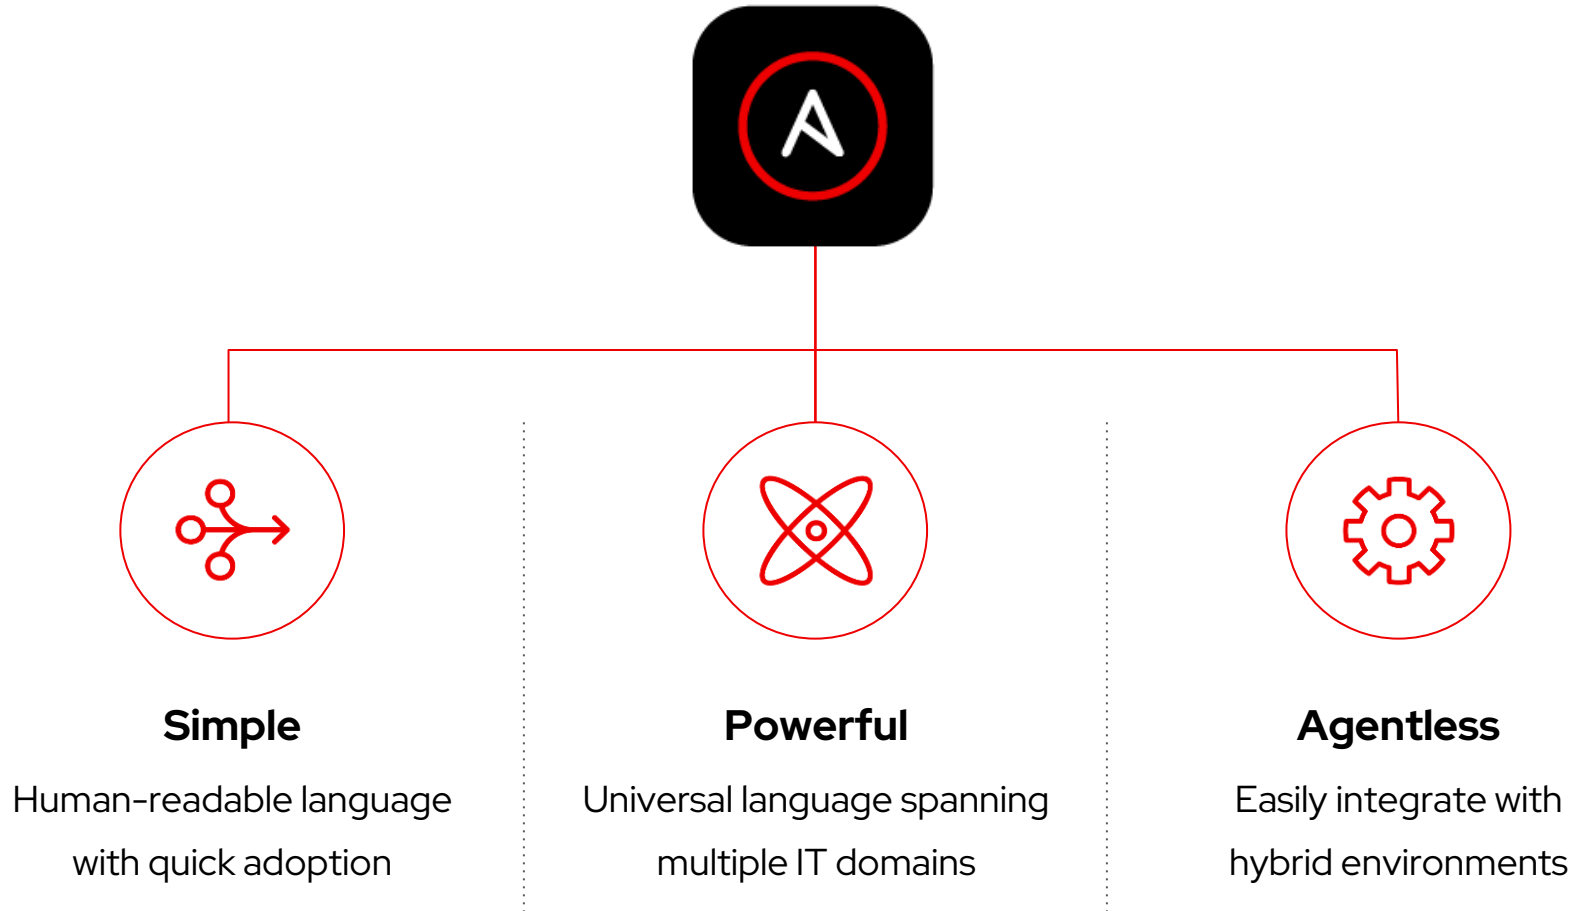 Simple
Human-readable language
with quick adoption
Powerful
Universal language spanning
multiple IT domains
Agentless
Easily integrate with
hybrid environments